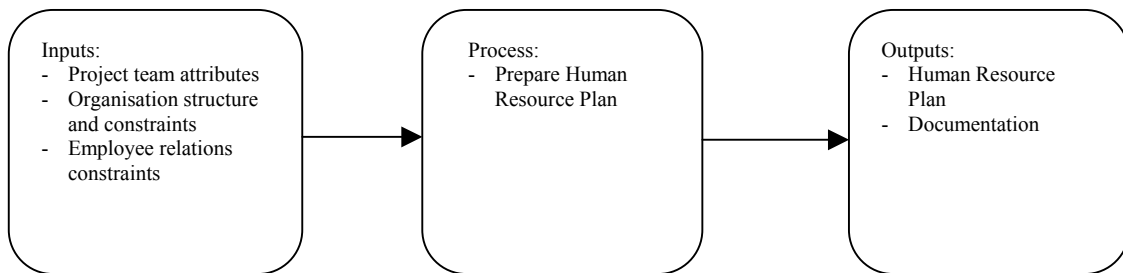 Inputs:
- Project team attributes
- Organisation structure
and constraints
- Employee relations
constraints
Process:
- Prepare Human
Resource Plan
Outputs:
- Human Resource
Plan
- Documentation